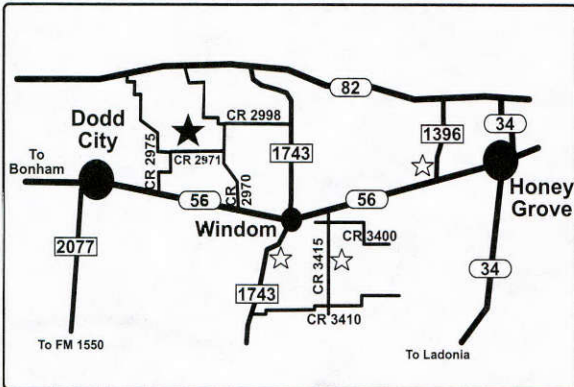 82
Dodd
City
CR 2998
1396
34
To
Bonham
CR 2975
CR 2971
1743
CR 2970
56
56
Honey
Grove
Windom
2077
CR 3400
CR 3415
1743
34
CR 3410
To FM 1550
To Ladonia